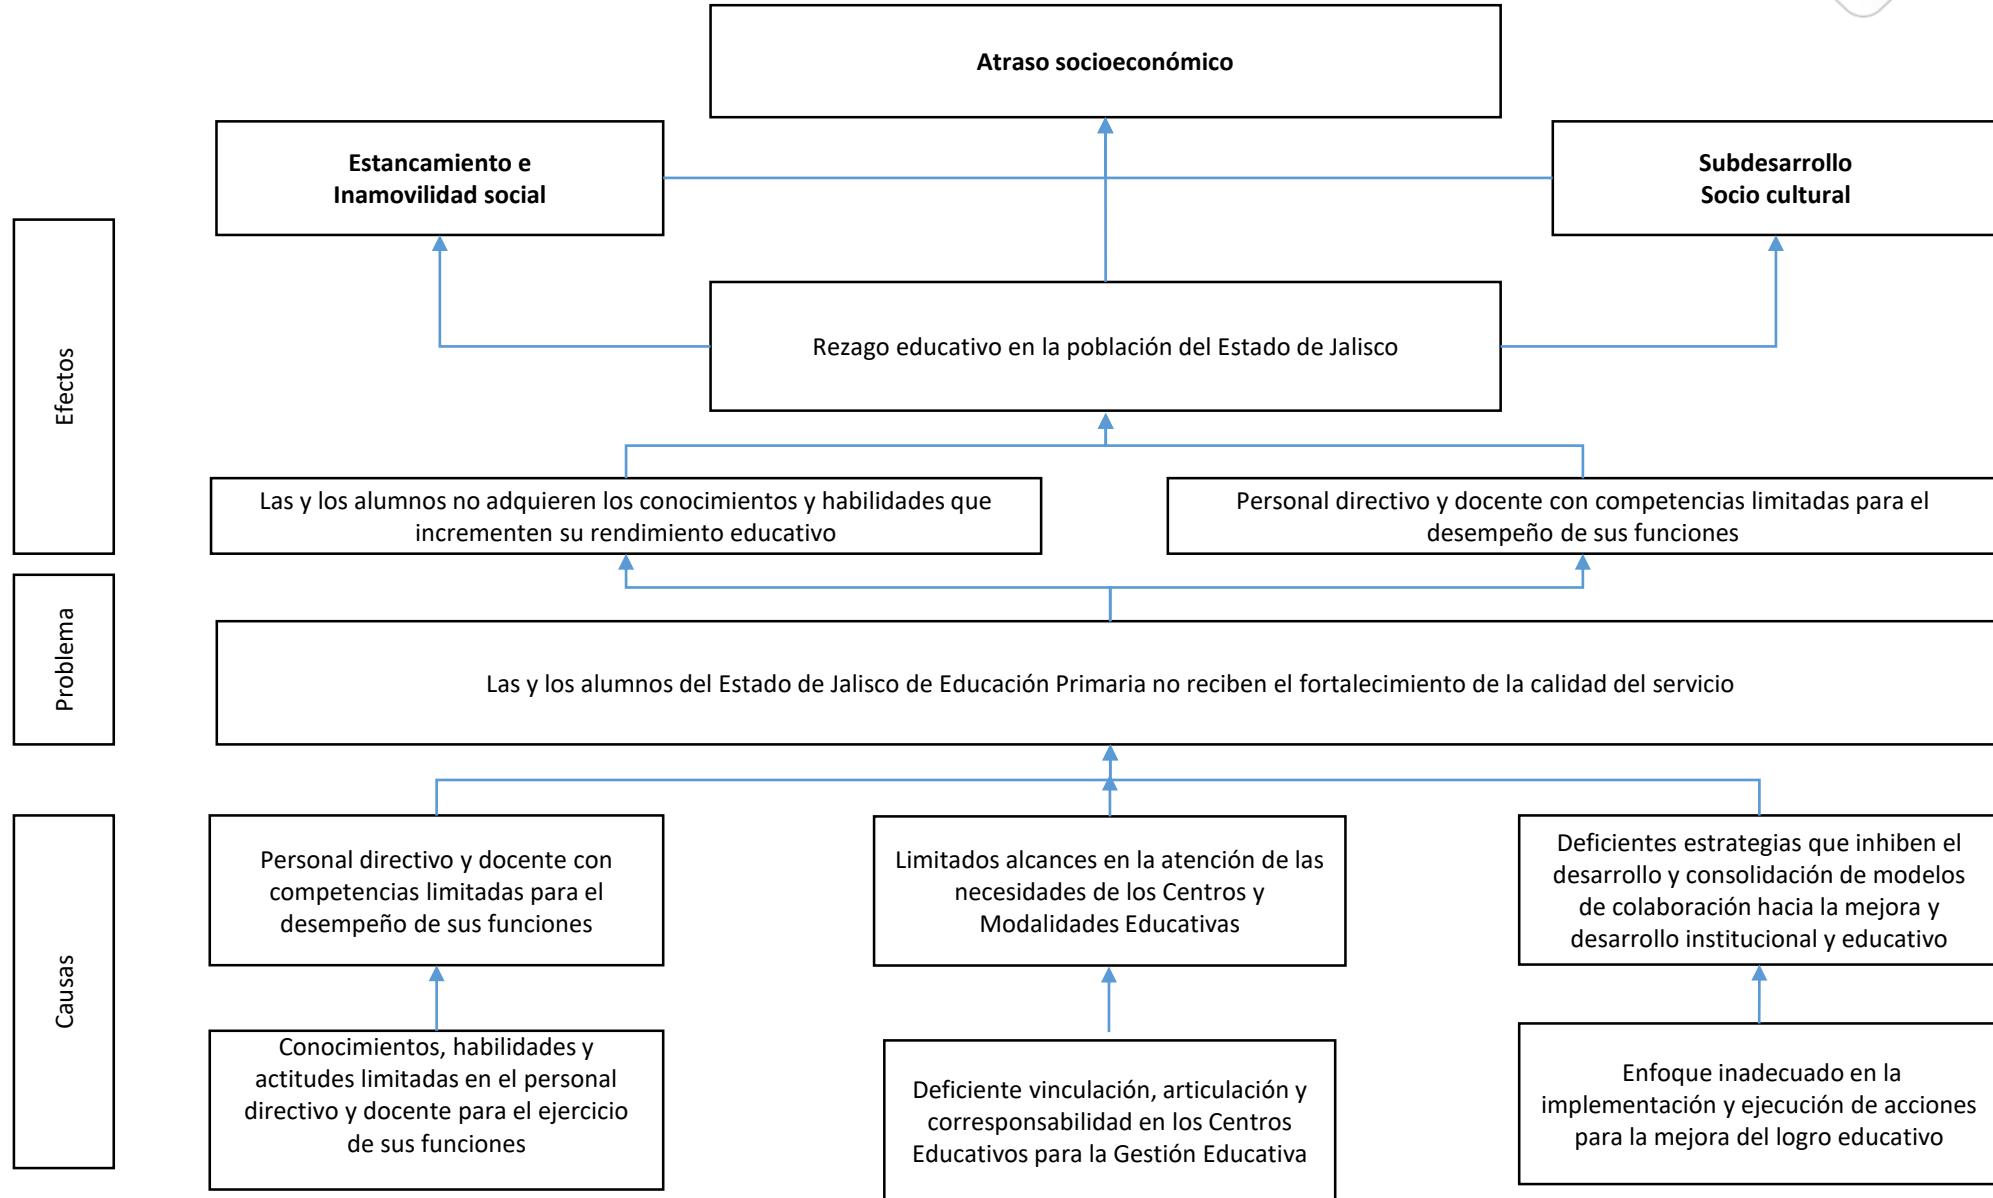 Atraso socioeconómico
Estancamiento e
Inamovilidad social
Subdesarrollo
Socio cultural
Efectos
Rezago educativo en la población del Estado de Jalisco
Las y los alumnos no adquieren los conocimientos y habilidades que
incrementen su rendimiento educativo
Personal directivo y docente con competencias limitadas para el
desempeño de sus funciones
Problema
Las y los alumnos del Estado de Jalisco de Educación Primaria no reciben el fortalecimiento de la calidad del servicio
Causas
Personal directivo y docente con
competencias limitadas para el
desempeño de sus funciones
Limitados alcances en la atención de las
necesidades de los Centros y
Modalidades Educativas
Deficientes estrategias que inhiben el
desarrollo y consolidación de modelos
de colaboración hacia la mejora y
desarrollo institucional y educativo
Conocimientos, habilidades y
actitudes limitadas en el personal
directivo y docente para el ejercicio
de sus funciones
Deficiente vinculación, articulación y
corresponsabilidad en los Centros
Educativos para la Gestión Educativa
Enfoque inadecuado en la
implementación y ejecución de acciones
para la mejora del logro educativo